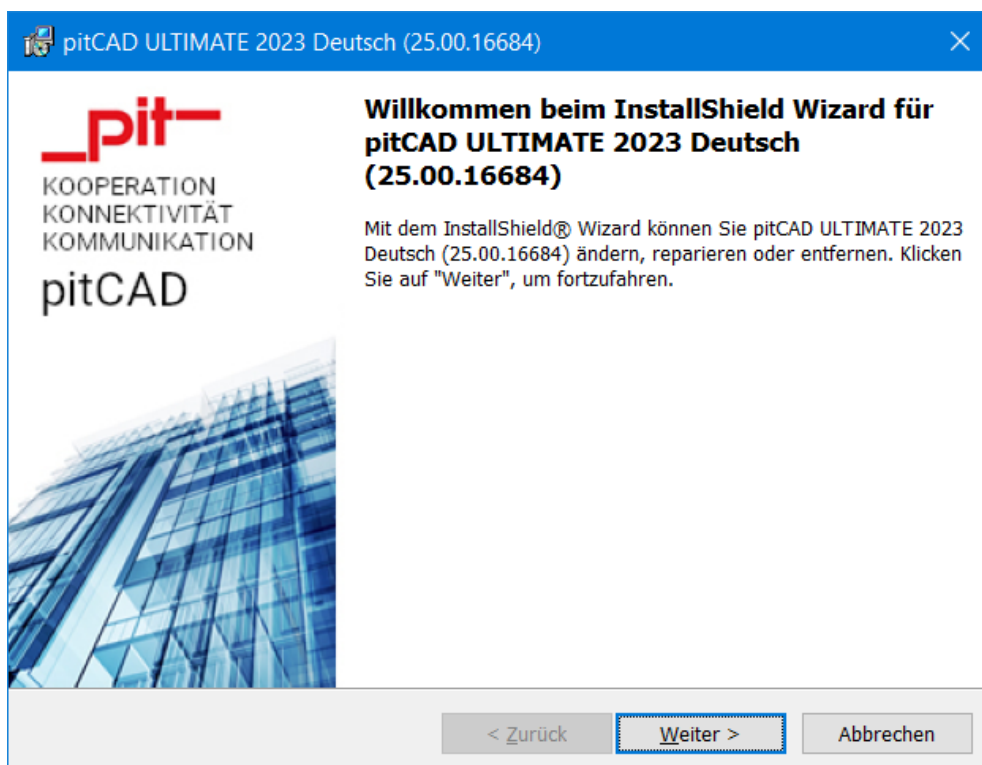 pitCAD ULTIMATE 2023 Deutsch (25.00.16684)
_pit
KOOPERATION
KONNEKTIVITÄT
KOMMUNIKATION
pitCAD
Willkommen beim InstallShield Wizard für
pitCAD ULTIMATE 2023 Deutsch
(25.00.16684)
Mit dem InstallShield® Wizard können Sie pitCAD ULTIMATE 2023
Deutsch (25.00.16684) ändern, reparieren oder entfernen. Klicken
Sie auf "Weiter", um fortzufahren.
< Zurück
Weiter >
Abbrechen